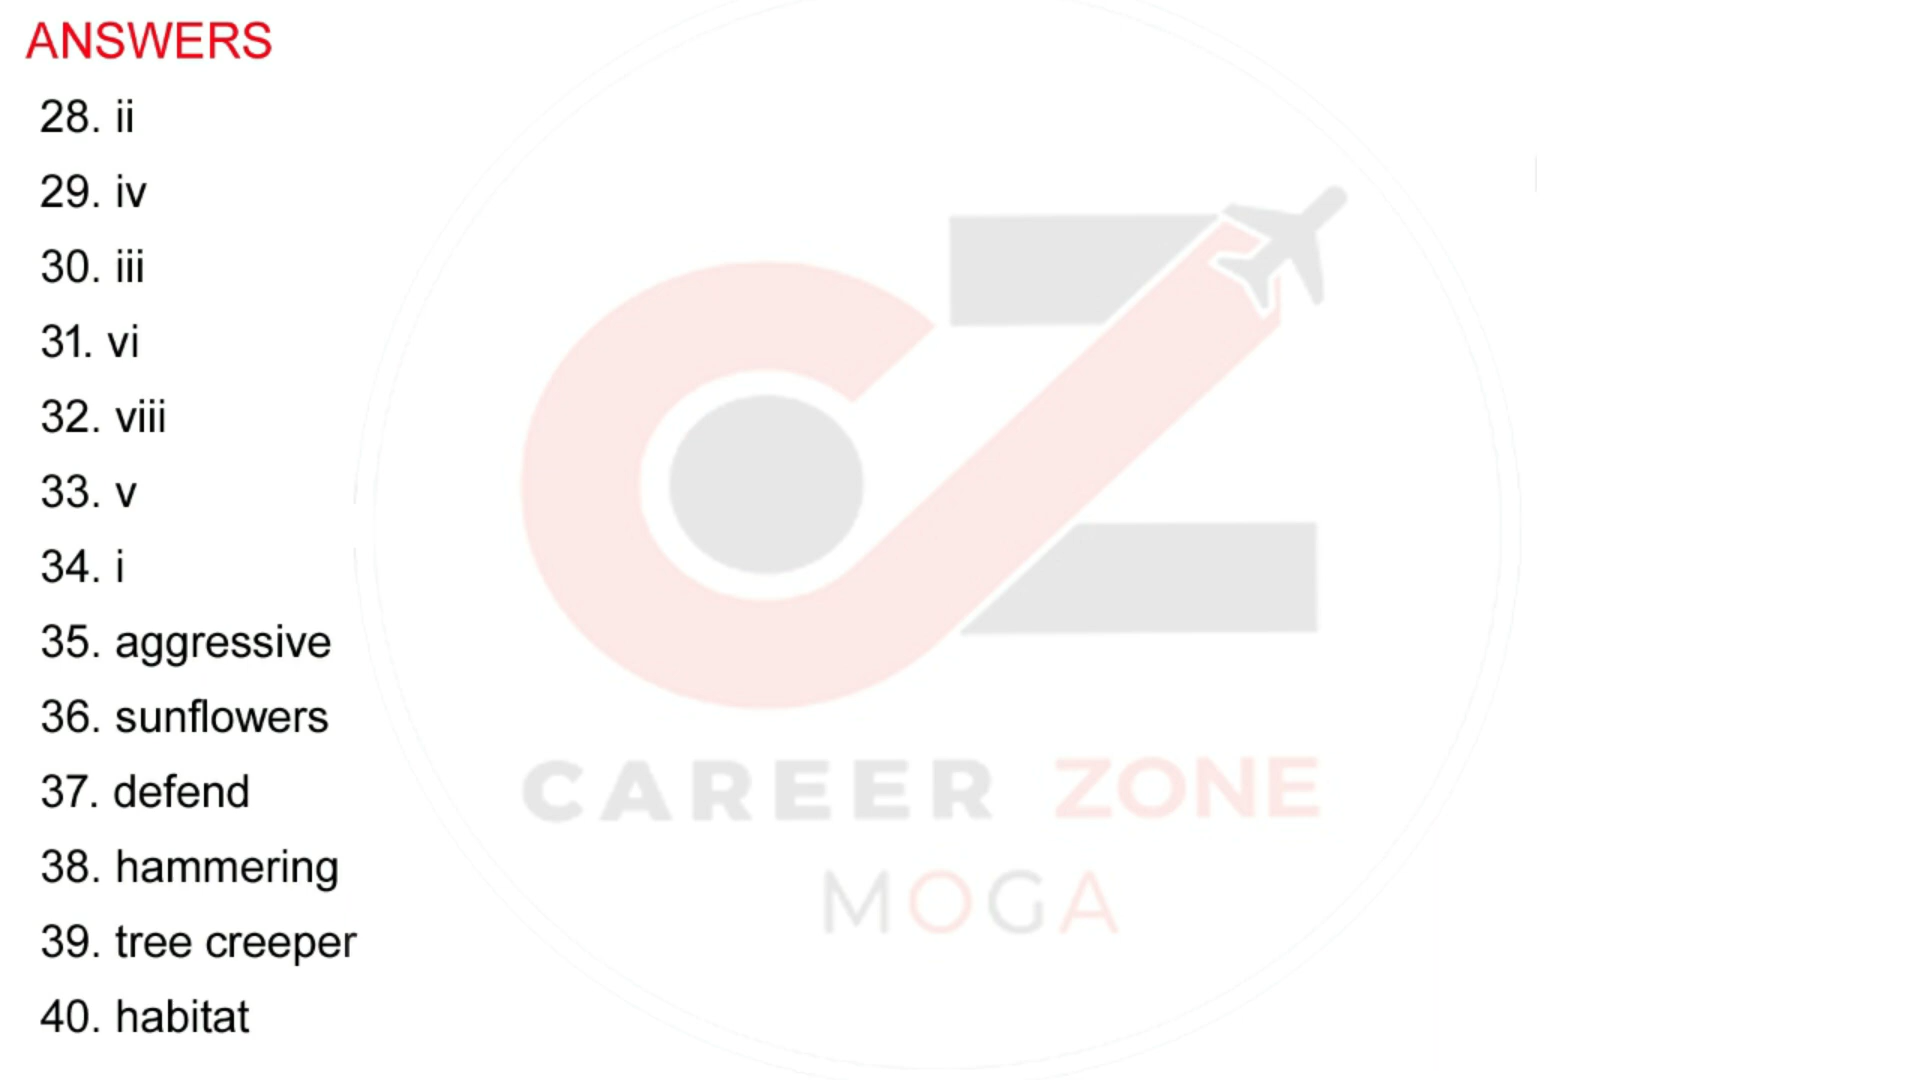 ANSWERS
28. ii
29. iv
30. iii
31. vi
32. viii
33. v
34. i
35. aggressive
36. sunflowers
37. defend
38. hammering
39. tree creeper
40. habitat
CAREER ZONE
MOGA